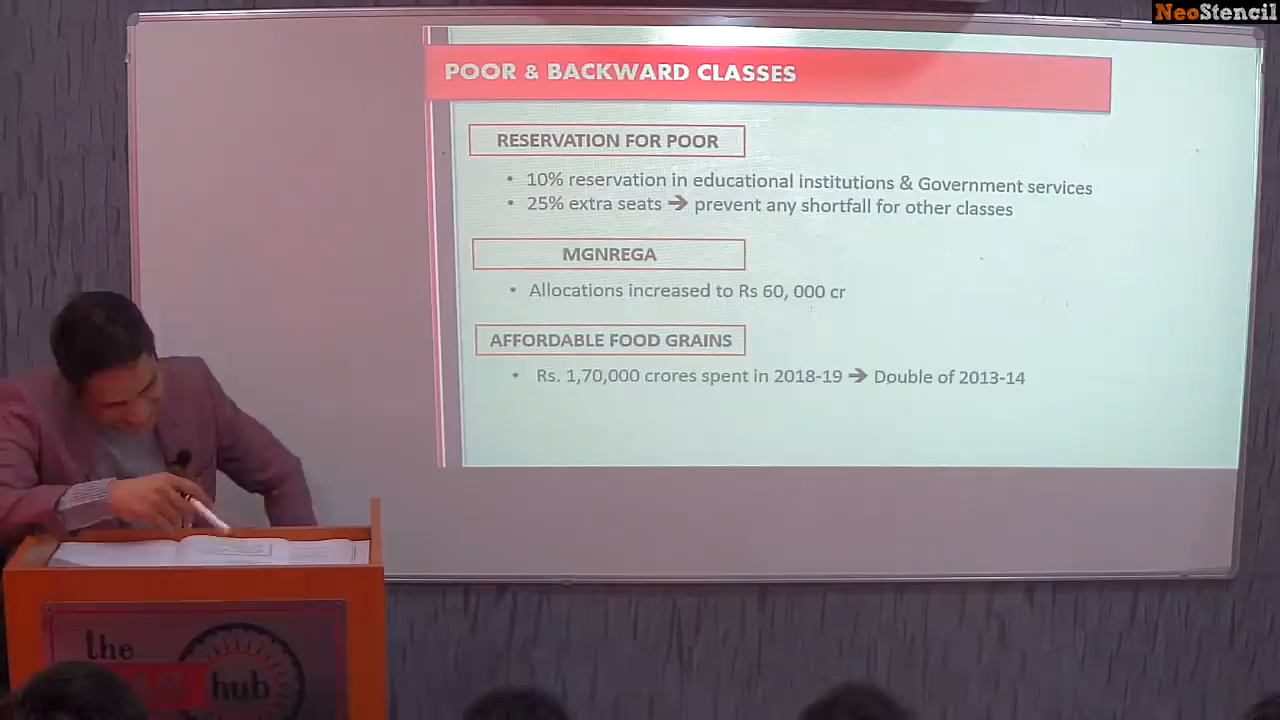 NeoStencil
POOR & BACKWARD CLASSES
RESERVATION FOR POOR
• 10% reservation in educational institutions & Government services
• 25% extra seats ➔ prevent any shortfall for other classes
MGNREGA
• Allocations increased to Rs 60, 000 cr
AFFORDABLE FOOD GRAINS
• Rs. 1,70,000 crores spent in 2018-19 ➔ Double of 2013-14
the
hub